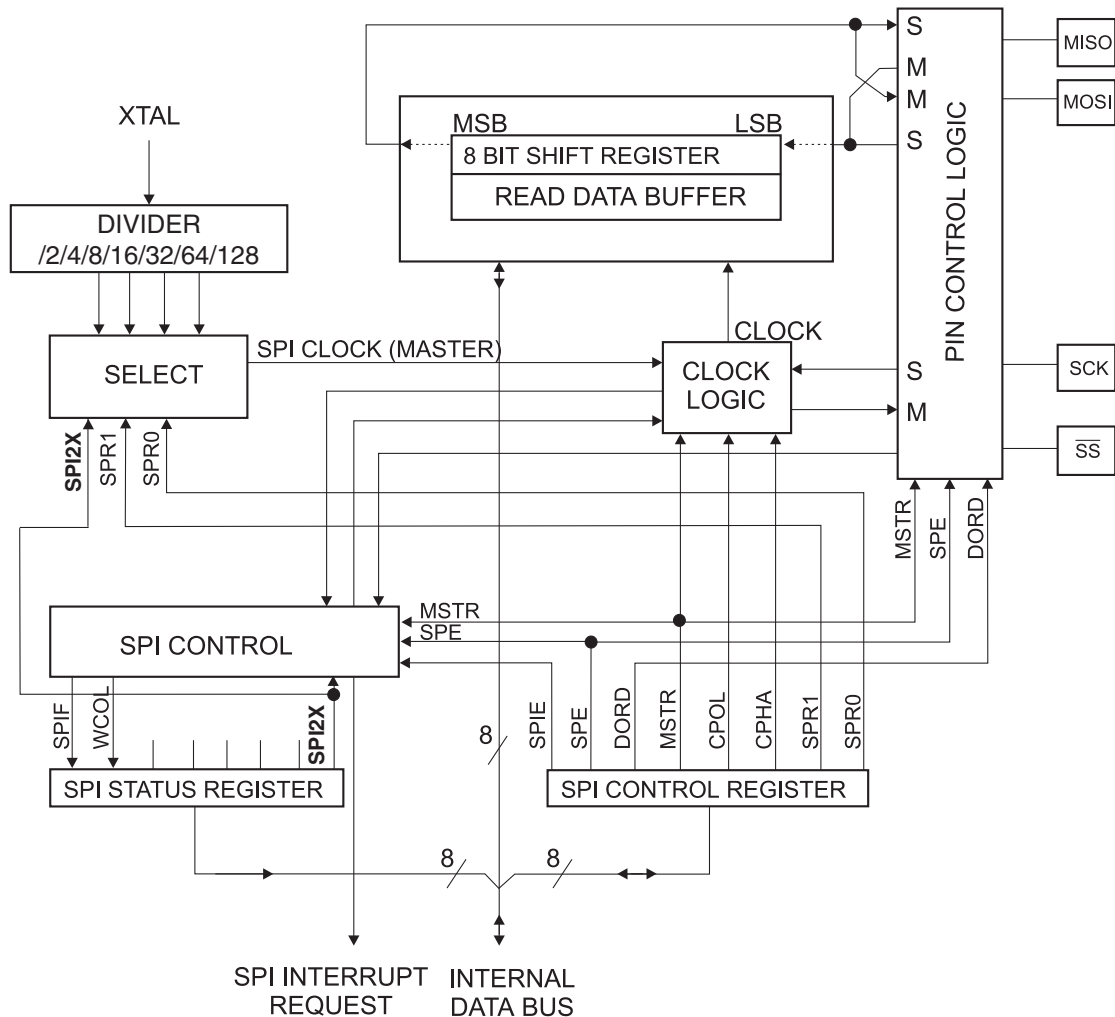 S
MISO
M
M
MOSI
S
PIN CONTROL LOGIC
XTAL
MSB
LSB
8 BIT SHIFT REGISTER
READ DATA BUFFER
DIVIDER
/2/4/8/16/32/64/128
CLOCK
SPI CLOCK (MASTER)
SELECT
CLOCK
LOGIC
S
M
SCK
SS
SPI2X
SPR1
SPR0
MSTR
SPE
DORD
MSTR
SPE
SPI CONTROL
SPIF
WCOL
SPI2X
SPIE
SPE
DORD
MSTR
CPOL
CPHA
SPR1
SPR0
8
SPI STATUS REGISTER
SPI CONTROL REGISTER
8
8
SPI INTERRUPT
REQUEST
INTERNAL
DATA BUS